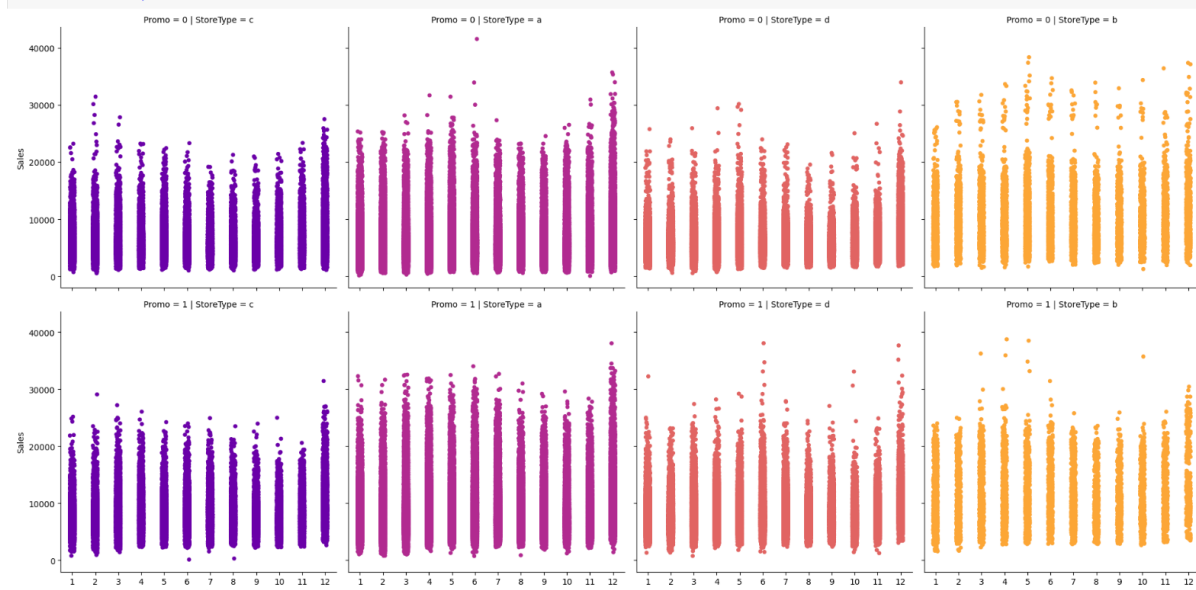 Promo = 0 | StoreType = c
Promo = 0 | StoreType = a
Promo = 0 | StoreType = d
Promo = 0 | StoreType = b
40000
30000
20000
10000
0
Sales
Promo = 1 | StoreType = c
Promo = 1 | StoreType = a
Promo = 1 | StoreType = d
Promo = 1 | StoreType = b
40000
30000
20000
10000
0
Sales
1 2 3 4 5 6 7 8 9 10 11 12
1 2 3 4 5 6 7 8 9 10 11 12
1 2 3 4 5 6 7 8 9 10 11 12
1 2 3 4 5 6 7 8 9 10 11 12